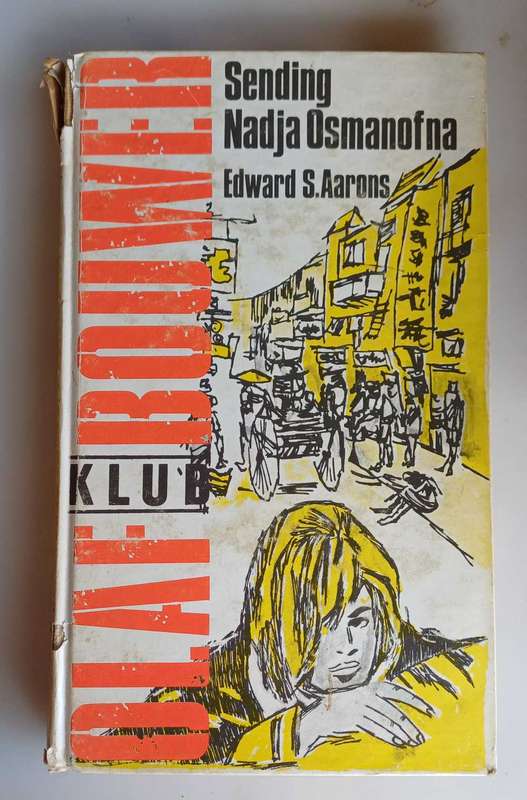 Sending
Nadja Osmanofna
Edward S. Aarons
OLAF BOUWER
KLUB